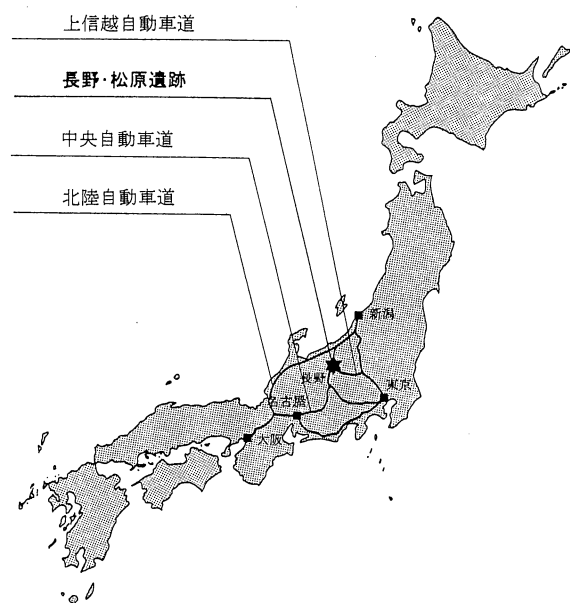 上信越自動車道
長野・松原遺跡
中央自動車道
北陸自動車道
新潟
長野
東京
名古屋
大阪